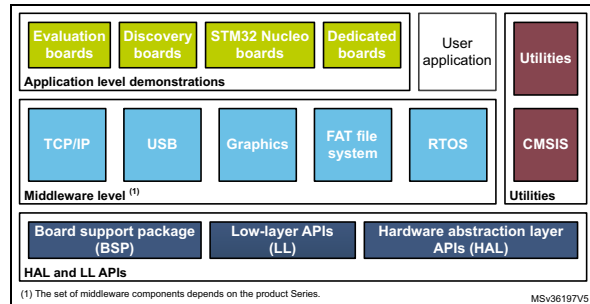 Evaluation
boards
Discovery
boards
STM32 Nucleo
boards
Dedicated
boards
Application level demonstrations
User
application
Utilities
TCP/IP
USB
Graphics
FAT file
system
RTOS
Middleware level (1)
CMSIS
Utilities
Board support package
(BSP)
Low-layer APIs
(LL)
Hardware abstraction layer
APIs (HAL)
HAL and LL APIs
(1) The set of middleware components depends on the product Series.
MSv36197V5